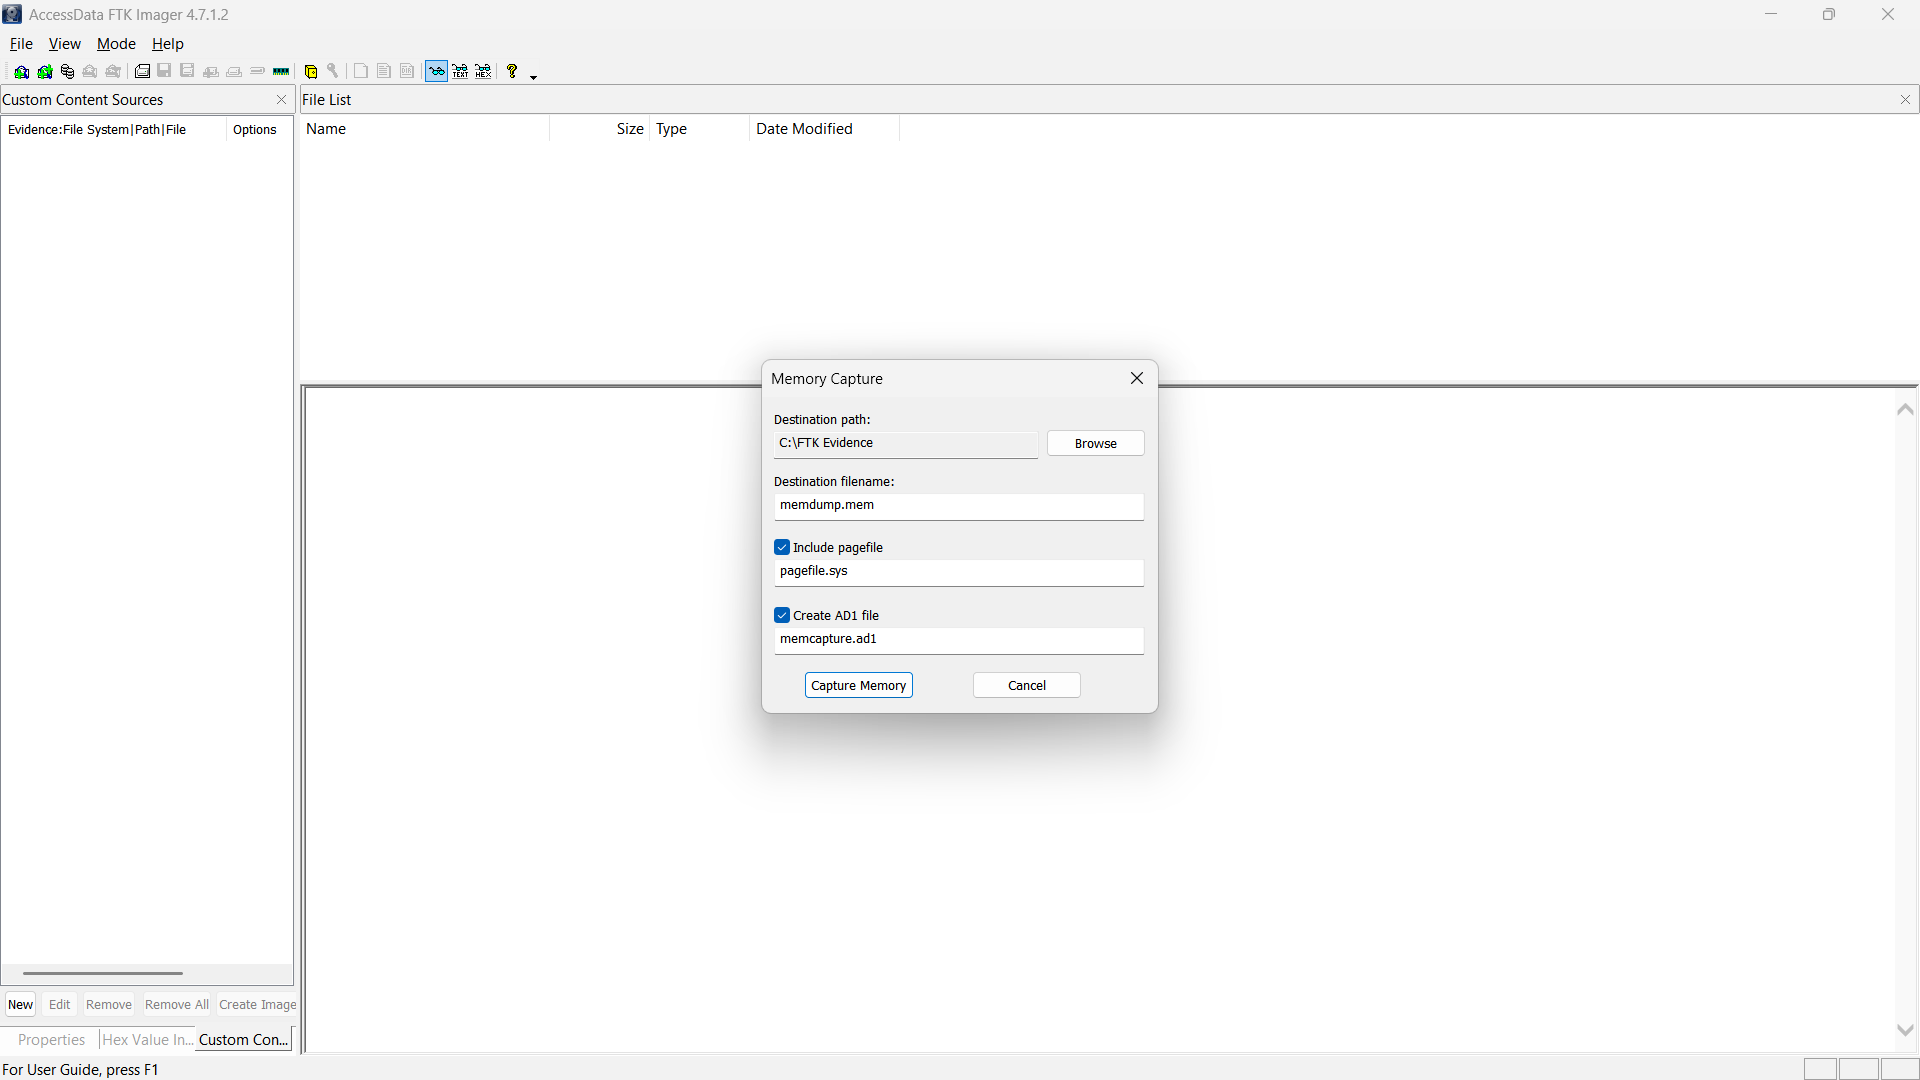 AccessData FTK Imager 4.7.1.2
File View Mode Help
TEXT HEX
Custom Content Sources
File List
Evidence:File System|Path|File Options
Name Size Type Date Modified
Memory Capture
Destination path:
C:\FTK Evidence Browse
Destination filename:
memdump.mem
Include pagefile
pagefile.sys
Create AD1 file
memcapture.ad1
Capture Memory Cancel
New Edit Remove Remove All Create Image
Properties Hex Value In... Custom Con...
For User Guide, press F1